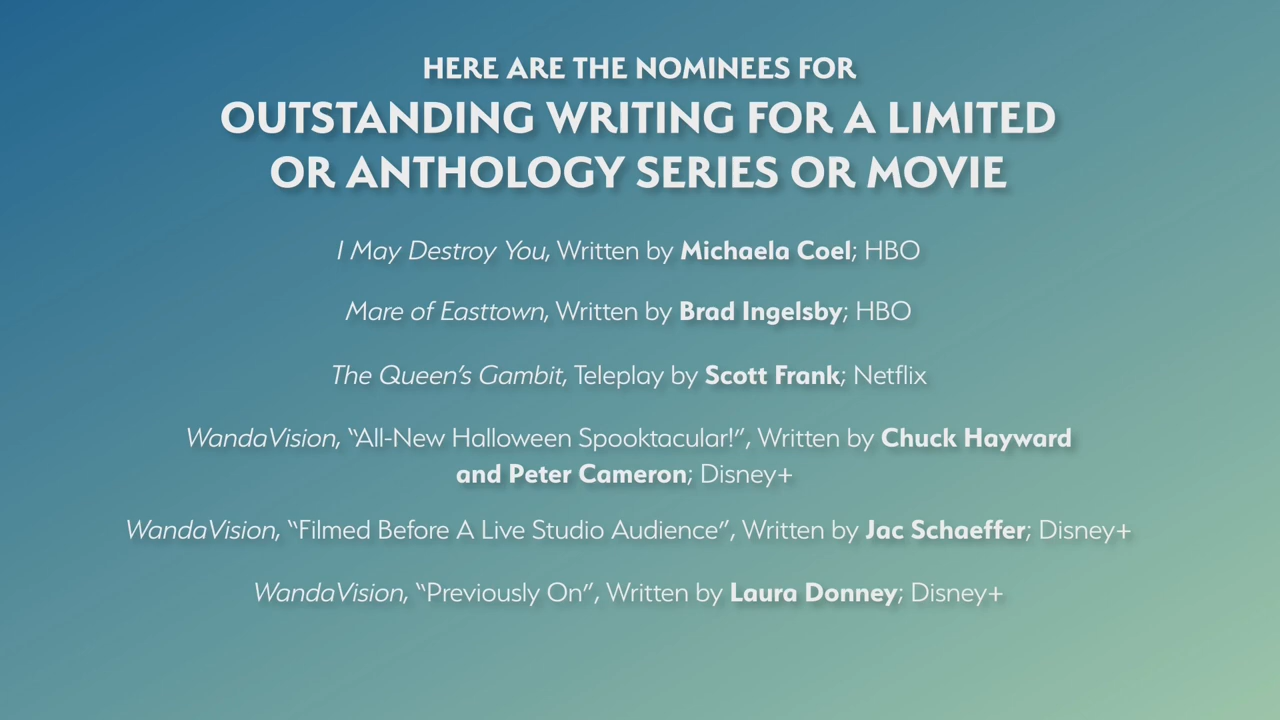 HERE ARE THE NOMINEES FOR
OUTSTANDING WRITING FOR A LIMITED
OR ANTHOLOGY SERIES OR MOVIE
I May Destroy You, Written by Michaela Coel; HBO
Mare of Easttown, Written by Brad Ingelsby; HBO
The Queen's Gambit, Teleplay by Scott Frank; Netflix
WandaVision, “All-New Halloween Spooktacular!”, Written by Chuck Hayward
and Peter Cameron; Disney+
WandaVision, “Filmed Before A Live Studio Audience”, Written by Jac Schaeffer; Disney+
WandaVision, “Previously On”, Written by Laura Donney; Disney+